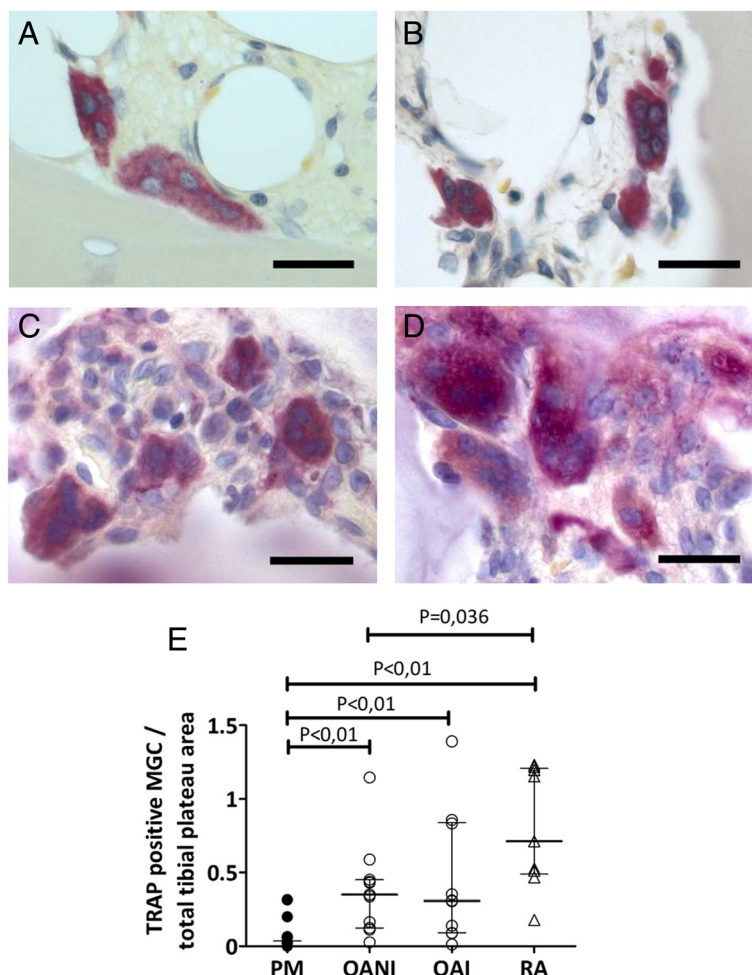 A
B
C
D
E
P=0,036
P<0,01
P<0,01
P<0,01
TRAP positive MGC /
total tibial plateau area
1.5
1
0.5
0
PM OANI OAI RA